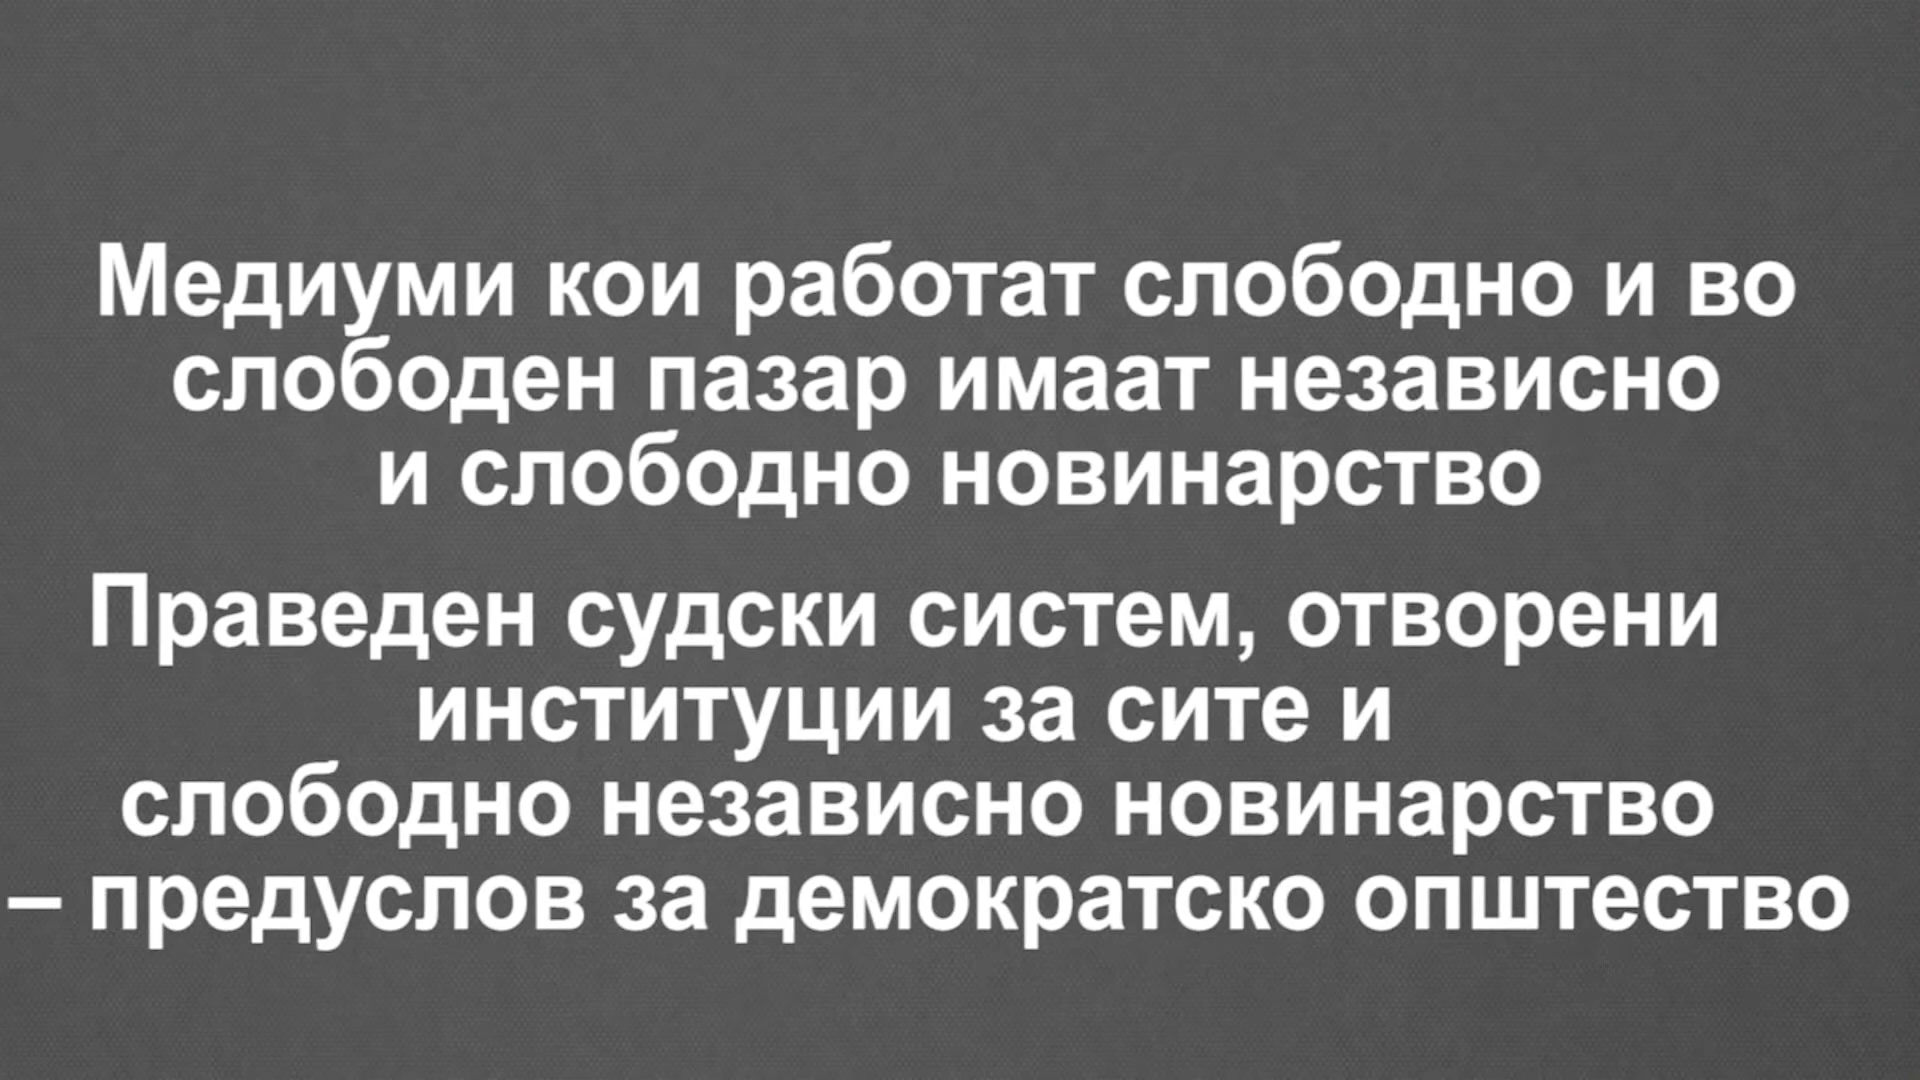 Медиуми кои работат слободно и во
слободен пазар имаат независно
и слободно новинарство
Праведен судски систем, отворени
институции за сите и
слободно независно новинарство
– предуслов за демократско општество